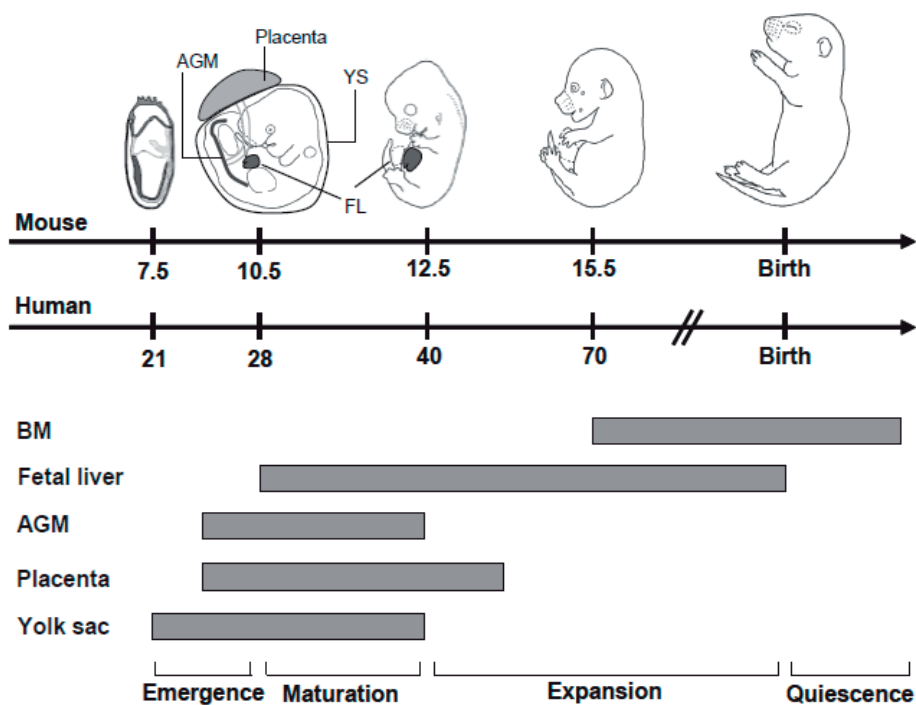 Placenta
AGM
YS
FL
Mouse
7.5 10.5 12.5 15.5 Birth
Human
21 28 40 70 Birth
BM
Fetal liver
AGM
Placenta
Yolk sac
Emergence Maturation Expansion Quiescence